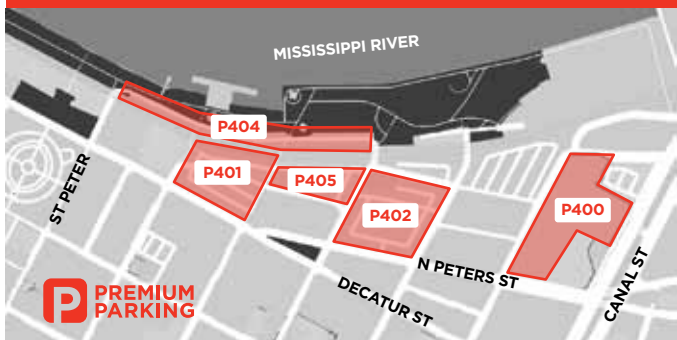 MISSISSIPPI RIVER
P404
P401
P405
P402
P400
ST PETER
N PETERS ST
DECATUR ST
CANAL ST
P PREMIUM
PARKING